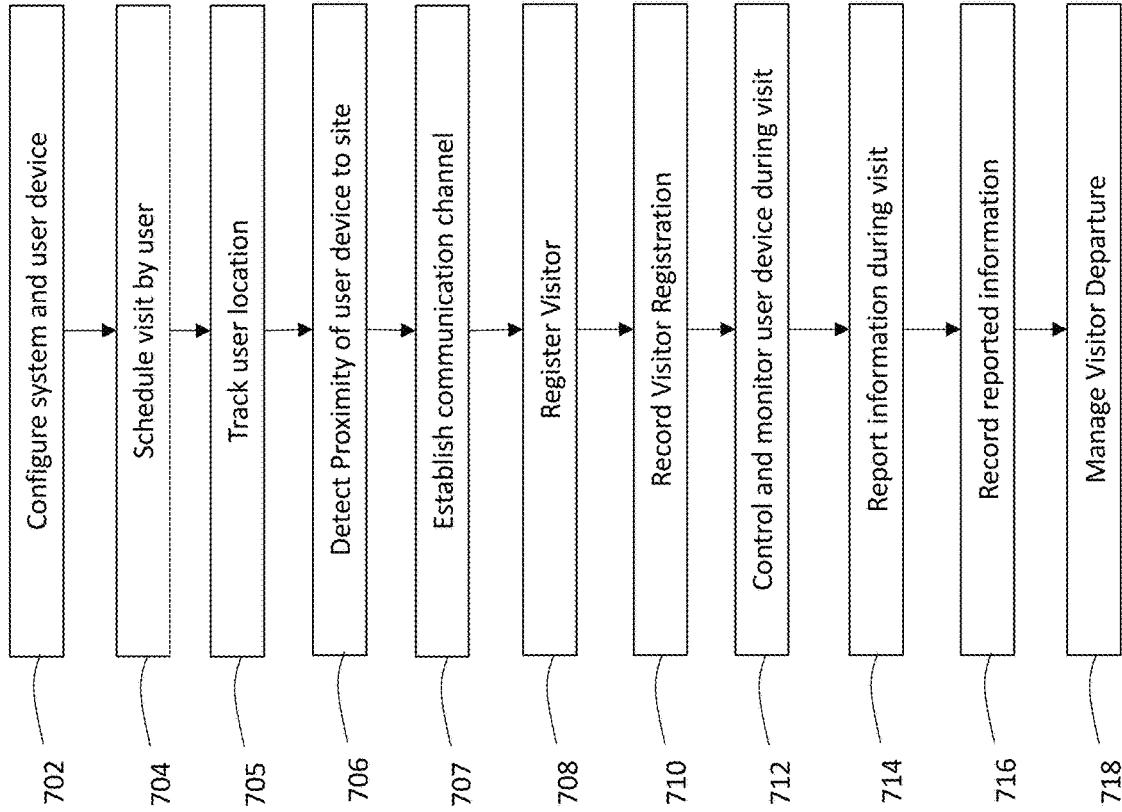 702 Configure system and user device
704 Schedule visit by user
705 Track user location
706 Detect Proximity of user device to site
707 Establish communication channel
708 Register Visitor
710 Record Visitor Registration
712 Control and monitor user device during visit
714 Report information during visit
716 Record reported information
718 Manage Visitor Departure